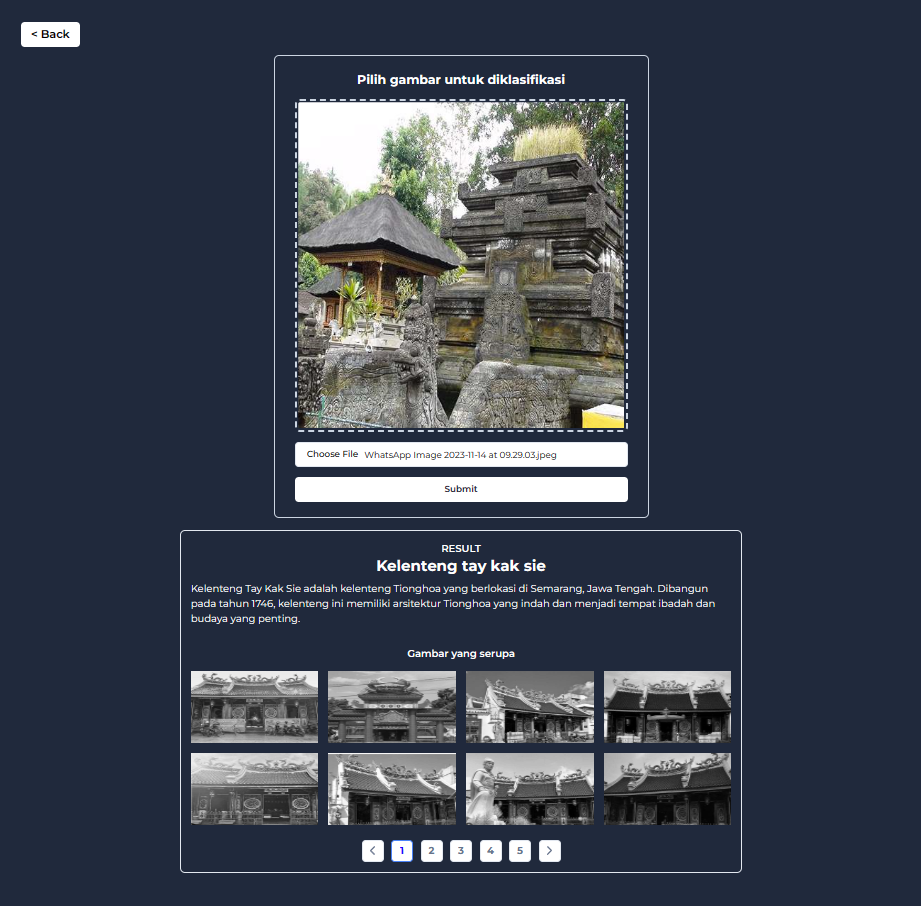 < Back
Pilih gambar untuk diklasifikasi
Choose File WhatsApp Image 2023-11-14 at 09.29.03.jpeg
Submit
RESULT
Kelenteng tay kak sie
Kelenteng Tay Kak Sie adalah kelenteng Tionghoa yang berlokasi di Semarang, Jawa Tengah. Dibangun
pada tahun 1746, kelenteng ini memiliki arsitektur Tionghoa yang indah dan menjadi tempat ibadah dan
budaya yang penting.
Gambar yang serupa
< 1 2 3 4 5 >